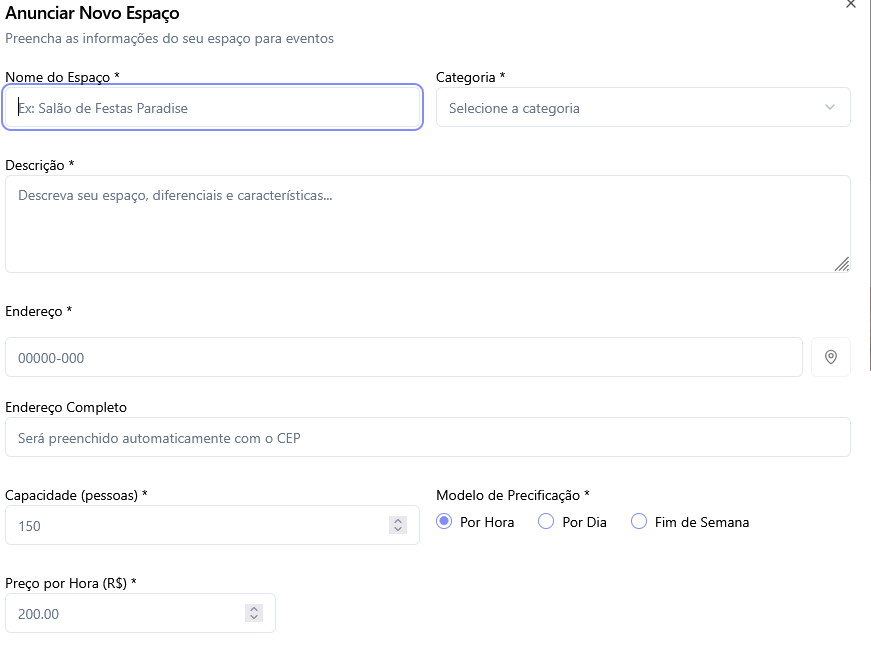 Anunciar Novo Espaço
Preencha as informações do seu espaço para eventos
Nome do Espaço *
Categoria *
Ex: Salão de Festas Paradise
Selecione a categoria
Descrição *
Descreva seu espaço, diferenciais e características...
Endereço *
00000-000
Endereço Completo
Será preenchido automaticamente com o CEP
Capacidade (pessoas) *
Modelo de Precificação *
150
Por Hora
Por Dia
Fim de Semana
Preço por Hora (R$) *
200.00